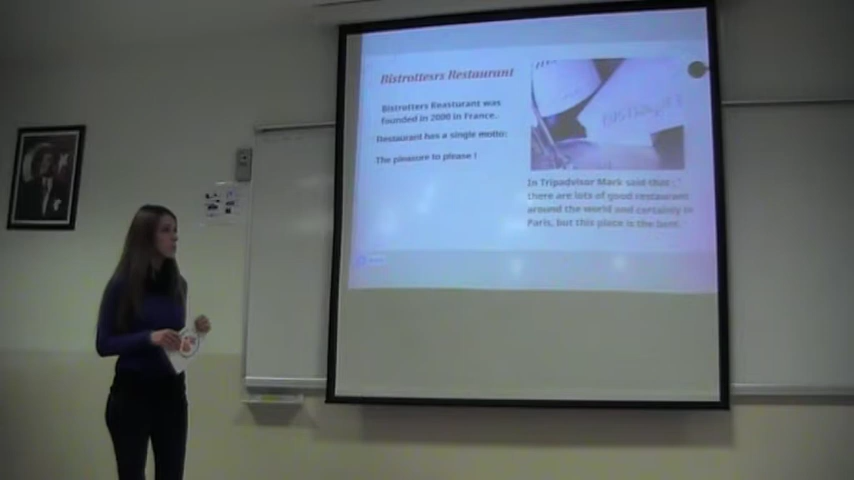 Bistrottesrs Restaurant
Bistrotters Reasturant was
founded in 2000 in France.
Restaurant has a single motto:
The pleasure to please !
In Tripadvisor Mark said that ,"
there are lots of good restaurant
around the world and certainly in
Paris, but this place is the best.